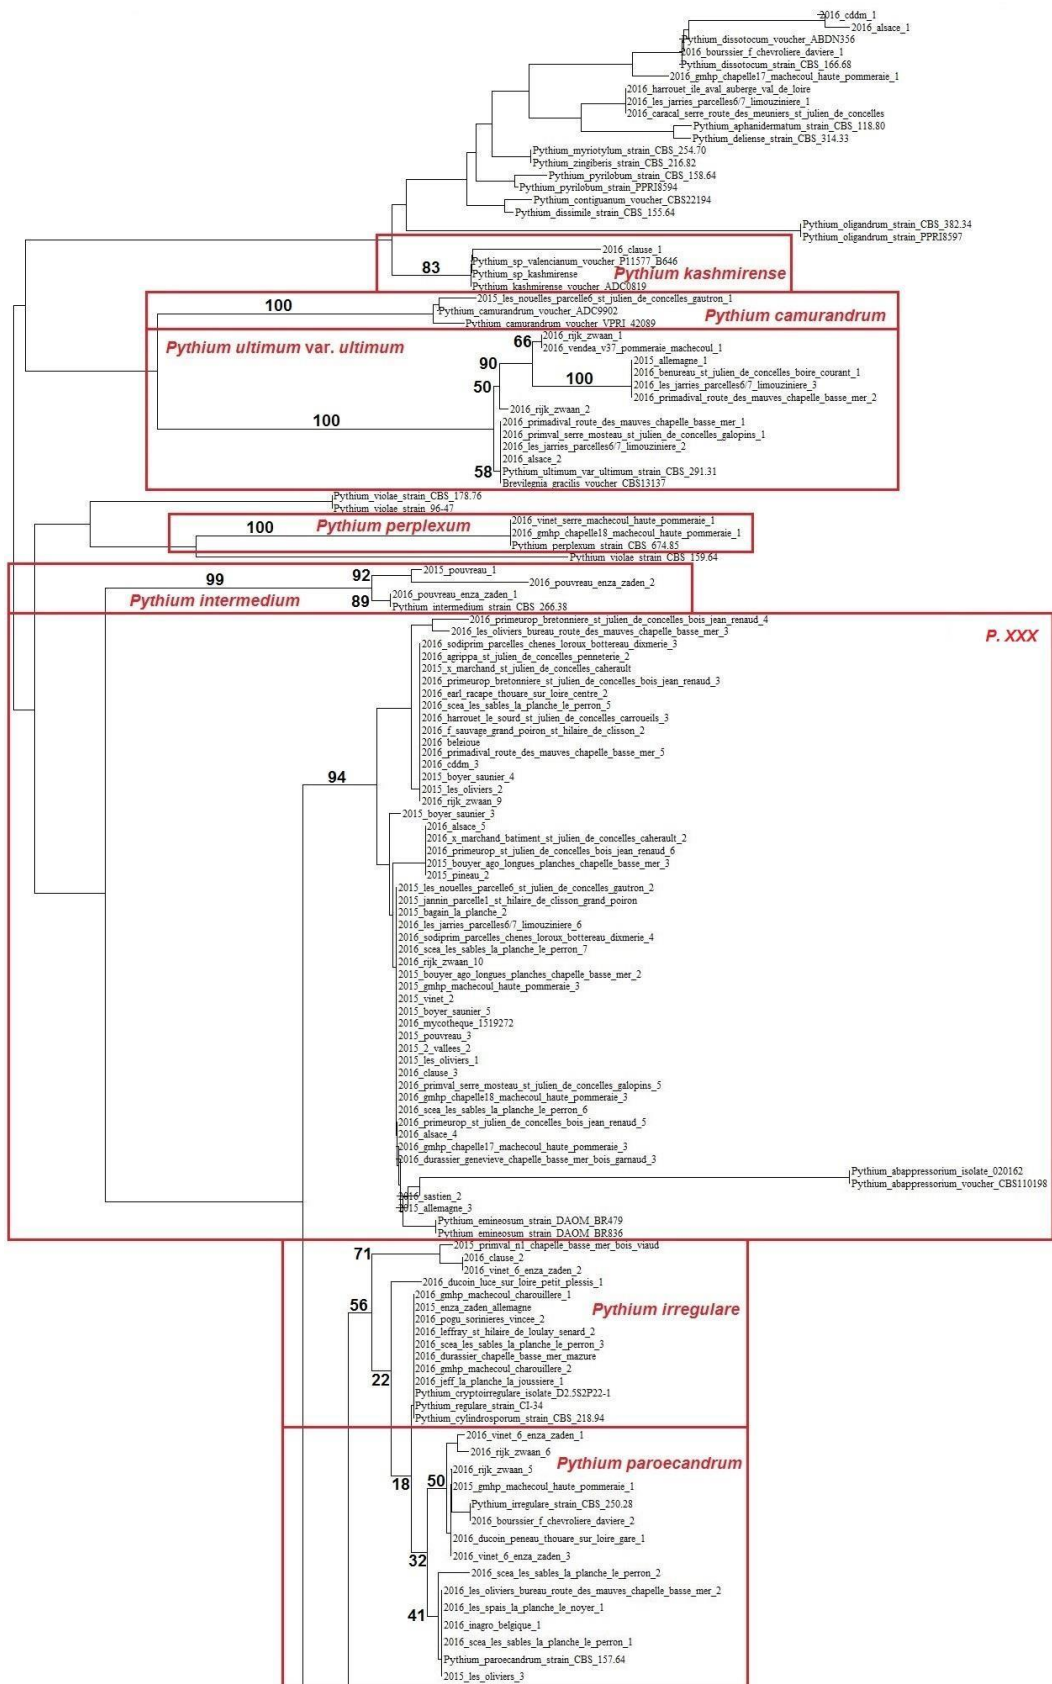 2016_cddm_1
2016_alsace_1
Pythium_dissotocum_voucher_ABDN356
2016_bourssier_f_chevroliere_daviere_1
Pythium_dissotocum_strain_CBS_166.68
2016_gmhp_chapelle17_machecoul_haute_pommeraie_1
2016_harrouet_ile_aval_auberge_val_de_loire
2016_les_jarries_parcelles6/7_limouziniere_1
2016_caracal_serre_route_des_meuniers_st_julien_de_concelles
Pythium_aphanidermatum_strain_CBS_118.80
Pythium_deliense_strain_CBS_314.33
Pythium_myriotylum_strain_CBS_254.70
Pythium_zingiberis_strain_CBS_216.82
Pythium_pyrilobum_strain_CBS_158.64
Pythium_pyrilobum_strain_PPRI8594
Pythium_contiguanum_voucher_CBS22194
Pythium_dissimile_strain_CBS_155.64
Pythium_oligandrum_strain_CBS_382.34
Pythium_oligandrum_strain_PPRI8597
2016_clause_1
Pythium_sp_valencianum_voucher_P11577_B646
83
Pythium_sp_kashmirense
Pythium kashmirense
Pythium_kashmirense_voucher_ADC0819
2015_les_nouelles_parcelle6_st_julien_de_concelles_gautron_1
100
Pythium_camurandrum_voucher_ADC9902
Pythium camurandrum
Pythium_camurandrum_voucher_VPRI_42089
2016_rijk_zwaan_1
66
Pythium ultimum var. ultimum
2016_vendea_v37_pommeraie_machecoul_1
2015_allemagne_1
90
2016_benureau_st_julien_de_concelles_boire_courant_1
100
2016_les_jarries_parcelles6/7_limouziniere_3
50
2016_primadival_route_des_mauves_chapelle_basse_mer_2
2016_rijk_zwaan_2
100
2016_primadival_route_des_mauves_chapelle_basse_mer_1
2016_primval_serre_mosteau_st_julien_de_concelles_galopins_1
2016_les_jarries_parcelles6/7_limouziniere_2
2016_alsace_2
58
Pythium_ultimum_var_ultimum_strain_CBS_291.31
Brevilegnia_gracilis_voucher_CBS13137
Pythium_violae_strain_CBS_178.76
Pythium_violae_strain_96-47
2016_vinet_serre_machecoul_haute_pommeraie_1
100
Pythium perplexum
2016_gmhp_chapelle18_machecoul_haute_pommeraie_1
Pythium_perplexum_strain_CBS_674.85
Pythium_violae_strain_CBS_159.64
2015_pouvreau_1
99
92
2016_pouvreau_enza_zaden_2
2016_pouvreau_enza_zaden_1
Pythium intermedium
89
Pythium_intermedium_strain_CBS_266.38
2016_primeurop_bretonniere_st_julien_de_concelles_bois_jean_renaud_4
2016_les_oliviers_bureau_route_des_mauves_chapelle_basse_mer_3
P. XXX
2016_sodiprim_parcelles_chenes_loroux_bottereau_dixmerie_3
2016_agrippa_st_julien_de_concelles_penneterie_2
2015_x_marchand_st_julien_de_concelles_caherault
2016_primeurop_bretonniere_st_julien_de_concelles_bois_jean_renaud_3
2016_earl_racape_thouare_sur_loire_centre_2
2016_scea_les_sables_la_planche_le_perron_5
2016_harrouet_le_sourd_st_julien_de_concelles_carroueils_3
2016_f_sauvage_grand_poiron_st_hilaire_de_clisson_2
2016_belgique
2016_primadival_route_des_mauves_chapelle_basse_mer_5
2016_cddm_3
94
2015_boyer_saunier_4
2015_les_oliviers_2
2016_rijk_zwaan_9
2015_boyer_saunier_3
2016_alsace_5
2016_x_marchand_batiment_st_julien_de_concelles_caherault_2
2016_primeurop_st_julien_de_concelles_bois_jean_renaud_6
2015_bouyer_ago_longues_planches_chapelle_basse_mer_3
2015_pineau_2
2015_les_nouelles_parcelle6_st_julien_de_concelles_gautron_2
2015_jannin_parcelle1_st_hilaire_de_clisson_grand_poiron
2015_bagain_la_planche_2
2016_les_jarries_parcelles6/7_limouziniere_6
2016_sodiprim_parcelles_chenes_loroux_bottereau_dixmerie_4
2016_scea_les_sables_la_planche_le_perron_7
2016_rijk_zwaan_10
2015_bouyer_ago_longues_planches_chapelle_basse_mer_2
2015_gmhp_machecoul_haute_pommeraie_3
2015_vinet_2
2015_boyer_saunier_5
2016_mycotheque_1519272
2015_pouvreau_3
2015_2_vallees_2
2015_les_oliviers_1
2016_clause_3
2016_primval_serre_mosteau_st_julien_de_concelles_galopins_5
2016_gmhp_chapelle18_machecoul_haute_pommeraie_3
2016_scea_les_sables_la_planche_le_perron_6
2016_primeurop_st_julien_de_concelles_bois_jean_renaud_5
2016_alsace_4
2016_gmhp_chapelle17_machecoul_haute_pommeraie_3
2016_durassier_genevieve_chapelle_basse_mer_bois_garnaud_3
Pythium_abappressorium_isolate_020162
Pythium_abappressorium_voucher_CBS110198
2016_sastien_2
2015_allemagne_3
Pythium_emineosum_strain_DAOM_BR479
Pythium_emineosum_strain_DAOM_BR836
2015_primval_n1_chapelle_basse_mer_bois_viaud
71
2016_clause_2
2016_vinet_6_enza_zaden_2
2016_ducoin_luce_sur_loire_petit_plessis_1
2016_gmhp_machecoul_charouillere_1
56
2015_enza_zaden_allemagne
Pythium irregulare
2016_pogu_sorinieres_vincee_2
2016_leffray_st_hilaire_de_loulay_senard_2
2016_scea_les_sables_la_planche_le_perron_3
2016_durassier_chapelle_basse_mer_mazure
2016_gmhp_machecoul_charouillere_2
22
2016_jeff_la_planche_la_joussiere_1
Pythium_cryptoirregulare_isolate_D2.5S2P22-1
Pythium_regulare_strain_CI-34
Pythium_cylindrosporum_strain_CBS_218.94
2016_vinet_6_enza_zaden_1
2016_rijk_zwaan_6
Pythium paroecandrum
2016_rijk_zwaan_5
50
18
2015_gmhp_machecoul_haute_pommeraie_1
Pythium_irregulare_strain_CBS_250.28
2016_bourssier_f_chevroliere_daviere_2
2016_ducoin_peneau_thouare_sur_loire_gare_1
2016_vinet_6_enza_zaden_3
32
2016_scea_les_sables_la_planche_le_perron_2
2016_les_oliviers_bureau_route_des_mauves_chapelle_basse_mer_2
2016_les_spais_la_planche_le_noyer_1
41
2016_inagro_belgique_1
2016_scea_les_sables_la_planche_le_perron_1
Pythium_paroecandrum_strain_CBS_157.64
2015_les_oliviers_3